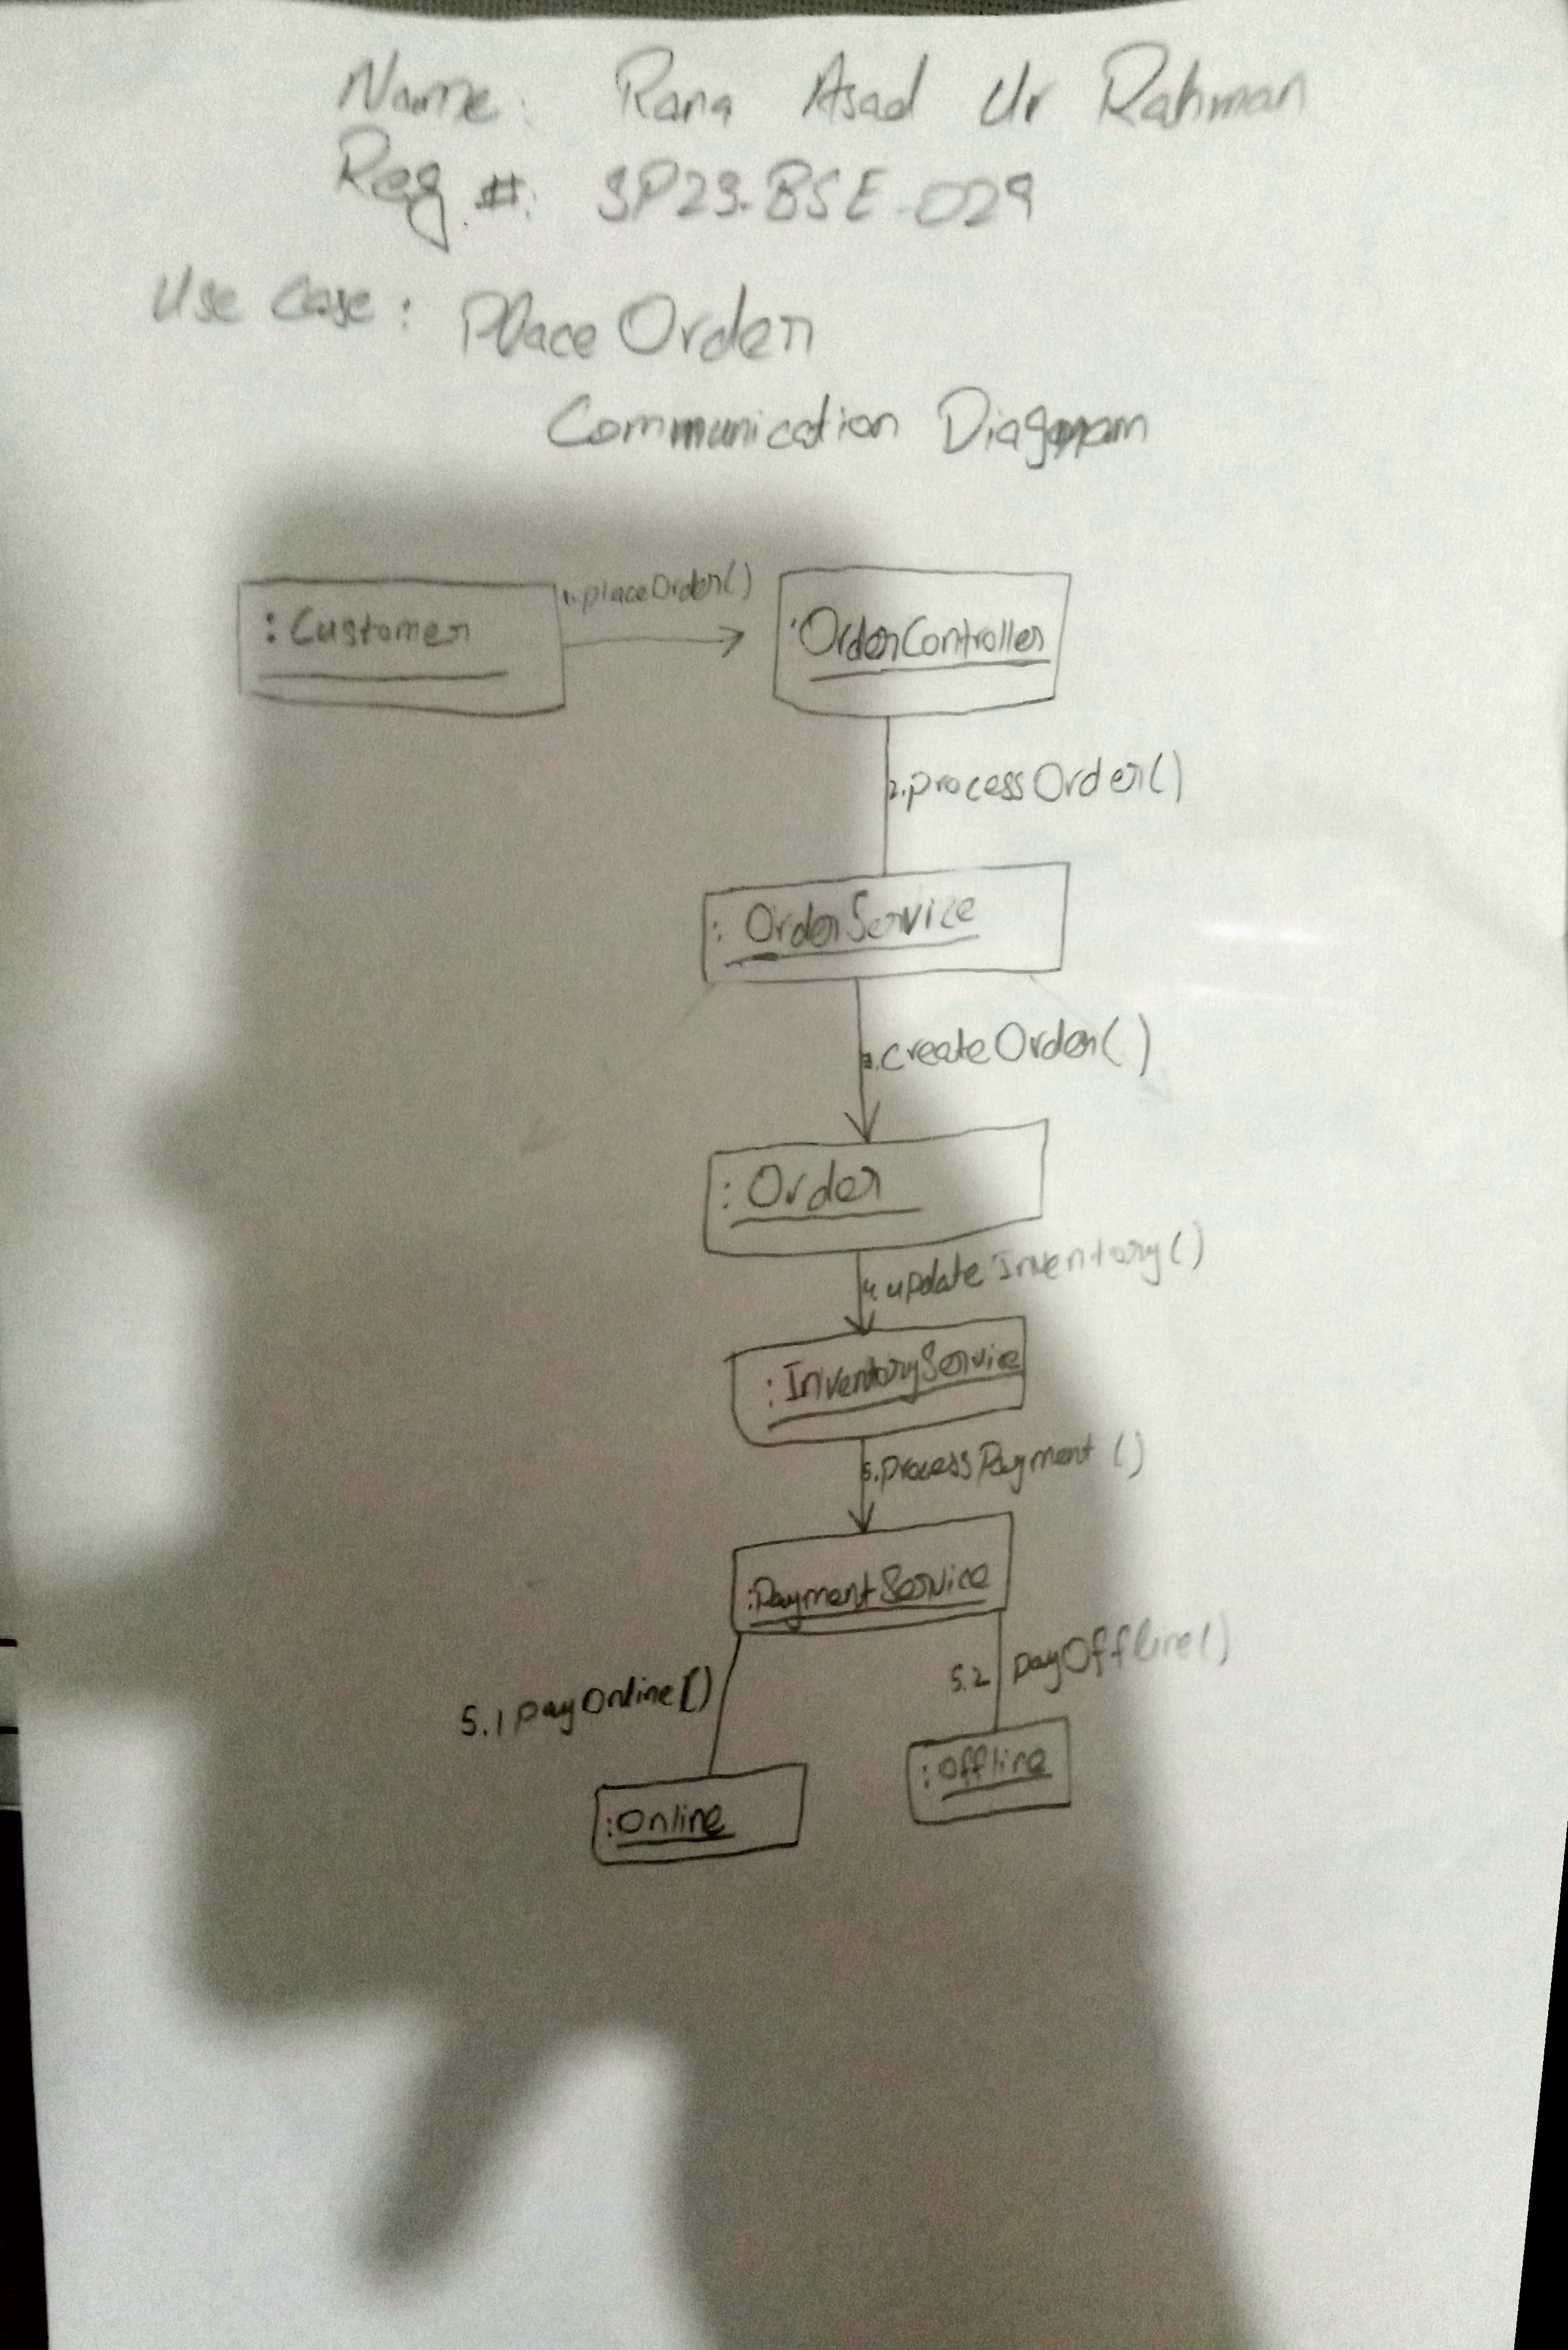 Name: Rana Asad Ur Rahman
Reg #: SP23-BSE-029
Use Case: Place Order
Communication Diagram
:Customer
1.placeOrder()
:OrderController
2.processOrder()
:OrderService
3.createOrder()
:Order
4.updateInventory()
:InventoryService
5.processPayment()
:PaymentService
5.1 payOnline()
5.2 payOffline()
:Online
:Offline